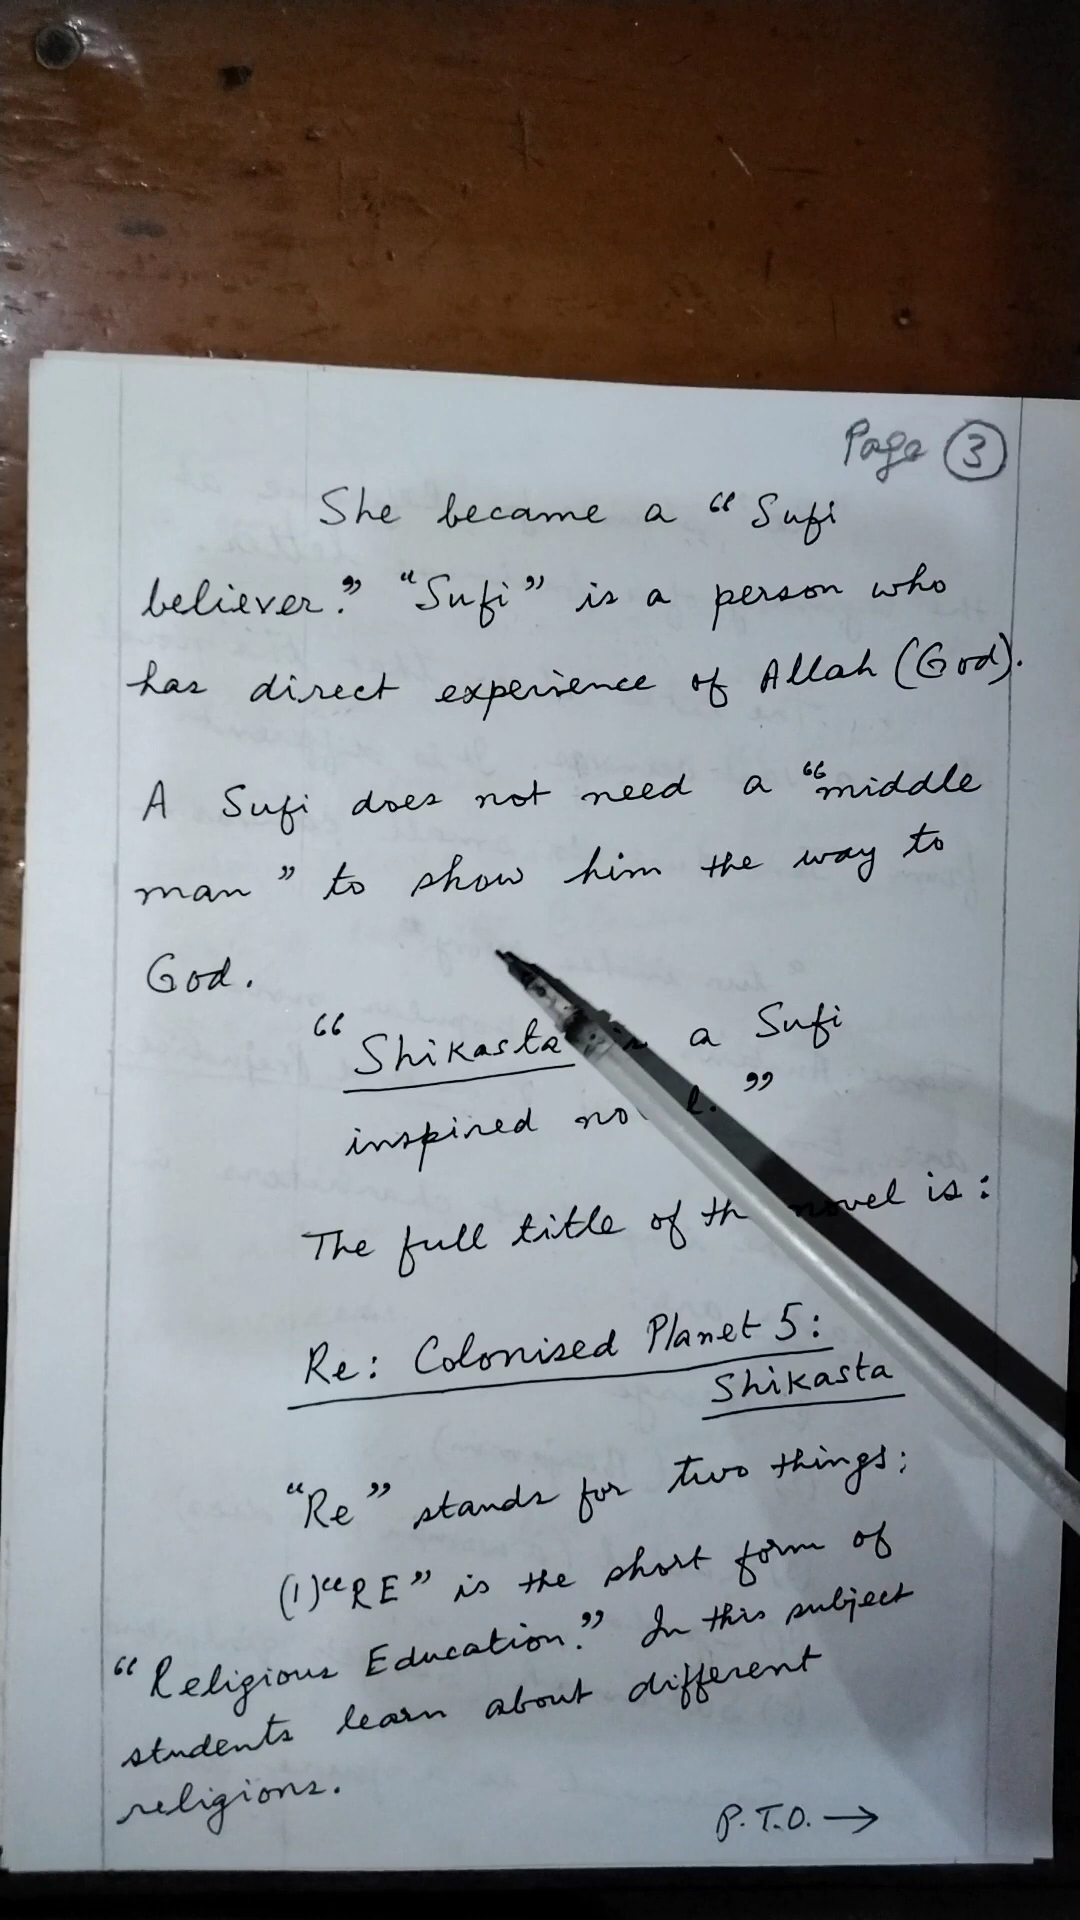 Page 3
She became a “Sufi
believer.” “Sufi” is a person who
has direct experience of Allah (God).
A Sufi does not need a “middle
man” to show him the way to
God.
“Shikasta is a Sufi
inspired no l.”
The full title of th novel is:
Re: Colonised Planet 5:
Shikasta
“Re” stands for two things:
(1) “RE” is the short form of
“Religious Education.” In this subject
students learn about different
religions.
P.T.O. →